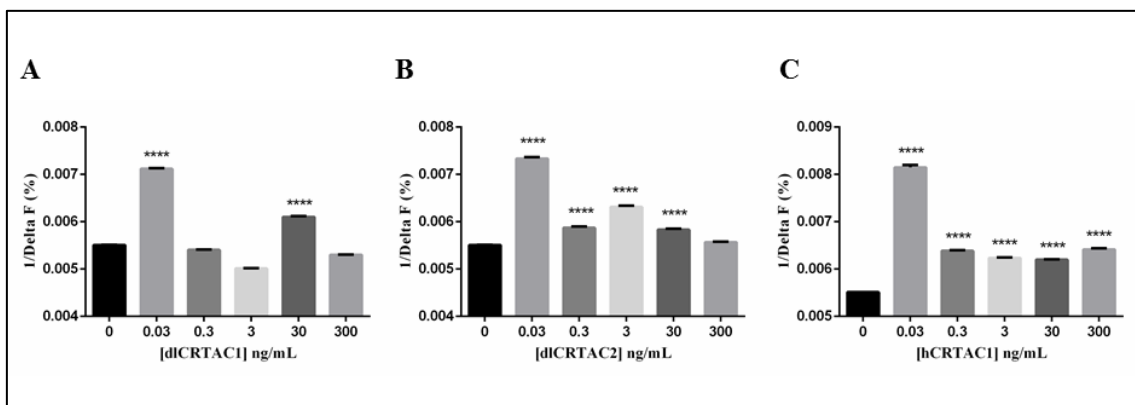 A
B
C
1/Delta F (%)
0.008
0.007
0.006
0.005
0.004
****
****
0 0.03 0.3 3 30 300
[dlCRTAC1] ng/mL
1/Delta F (%)
0.008
0.007
0.006
0.005
0.004
****
****
****
****
0 0.03 0.3 3 30 300
[dlCRTAC2] ng/mL
1/Delta F (%)
0.009
0.008
0.007
0.006
0.005
****
****
****
****
****
0 0.03 0.3 3 30 300
[hCRTAC1] ng/mL